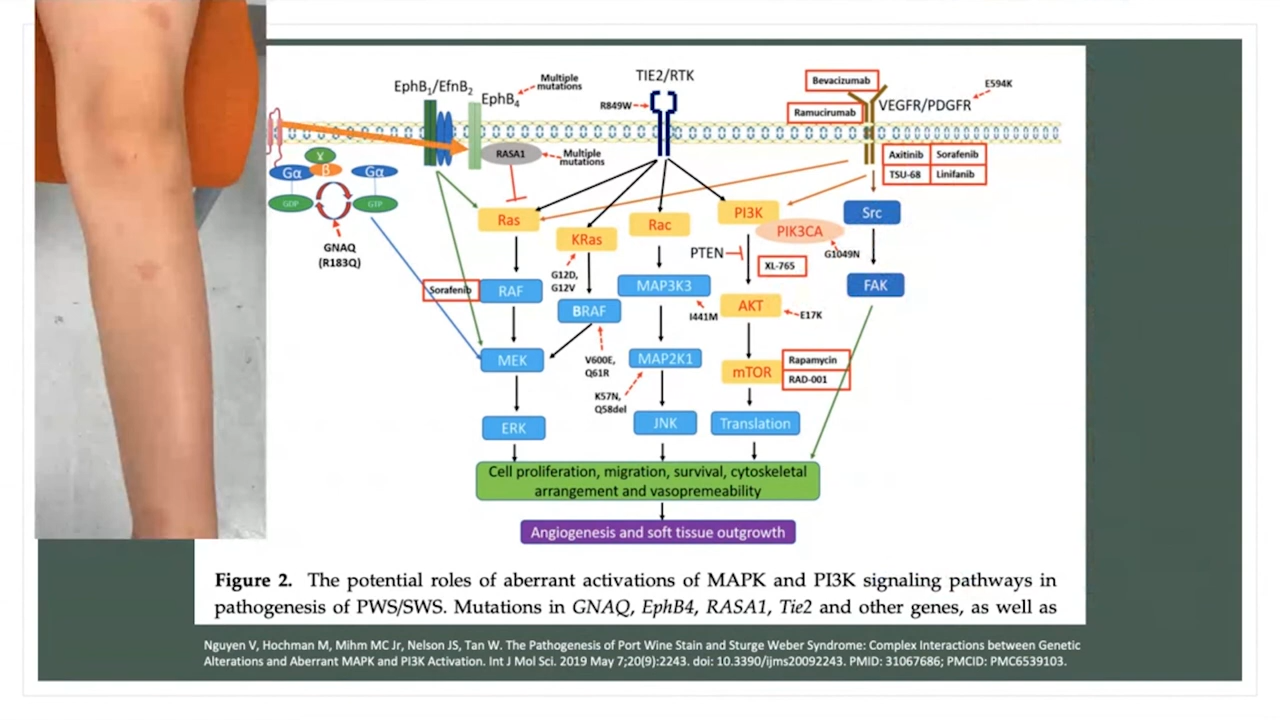 EphB1/EfnB2
EphB4
Multiple
mutations
TIE2/RTK
R849W
Bevacizumab
Ramucirumab
VEGFR/PDGFR
E594K
RASA1
Multiple
mutations
Axitinib
Sorafenib
TSU-68
Linifanib
γ
β
Gα
Gα
GDP
GTP
GNAQ
(R183Q)
Ras
KRas
Rac
PI3K
PIK3CA
Src
G12D,
G12V
PTEN
XL-765
G1049N
Sorafenib
RAF
BRAF
MAP3K3
I441M
AKT
E17K
FAK
MEK
V600E,
Q61R
MAP2K1
K57N,
Q58del
mTOR
Rapamycin
RAD-001
ERK
JNK
Translation
Cell proliferation, migration, survival, cytoskeletal
arrangement and vasopremeability
Angiogenesis and soft tissue outgrowth
Figure 2. The potential roles of aberrant activations of MAPK and PI3K signaling pathways in
pathogenesis of PWS/SWS. Mutations in GNAQ, EphB4, RASA1, Tie2 and other genes, as well as
Nguyen V, Hochman M, Mihm MC Jr, Nelson JS, Tan W. The Pathogenesis of Port Wine Stain and Sturge Weber Syndrome: Complex Interactions between Genetic
Alterations and Aberrant MAPK and PI3K Activation. Int J Mol Sci. 2019 May 7;20(9):2243. doi: 10.3390/ijms20092243. PMID: 31067686; PMCID: PMC6539103.